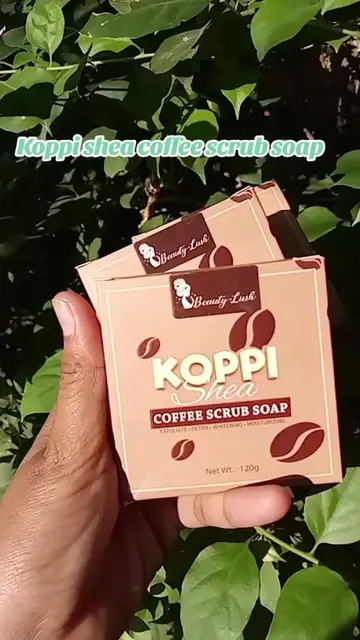 Koppi shea coffee scrub soap
Beauty Lush
Beauty Lush
KOPPI
Shea
COFFEE SCRUB SOAP
EXFOLIATE • DETOX • WHITENING • MOISTURIZING
Net Wt.: 120g